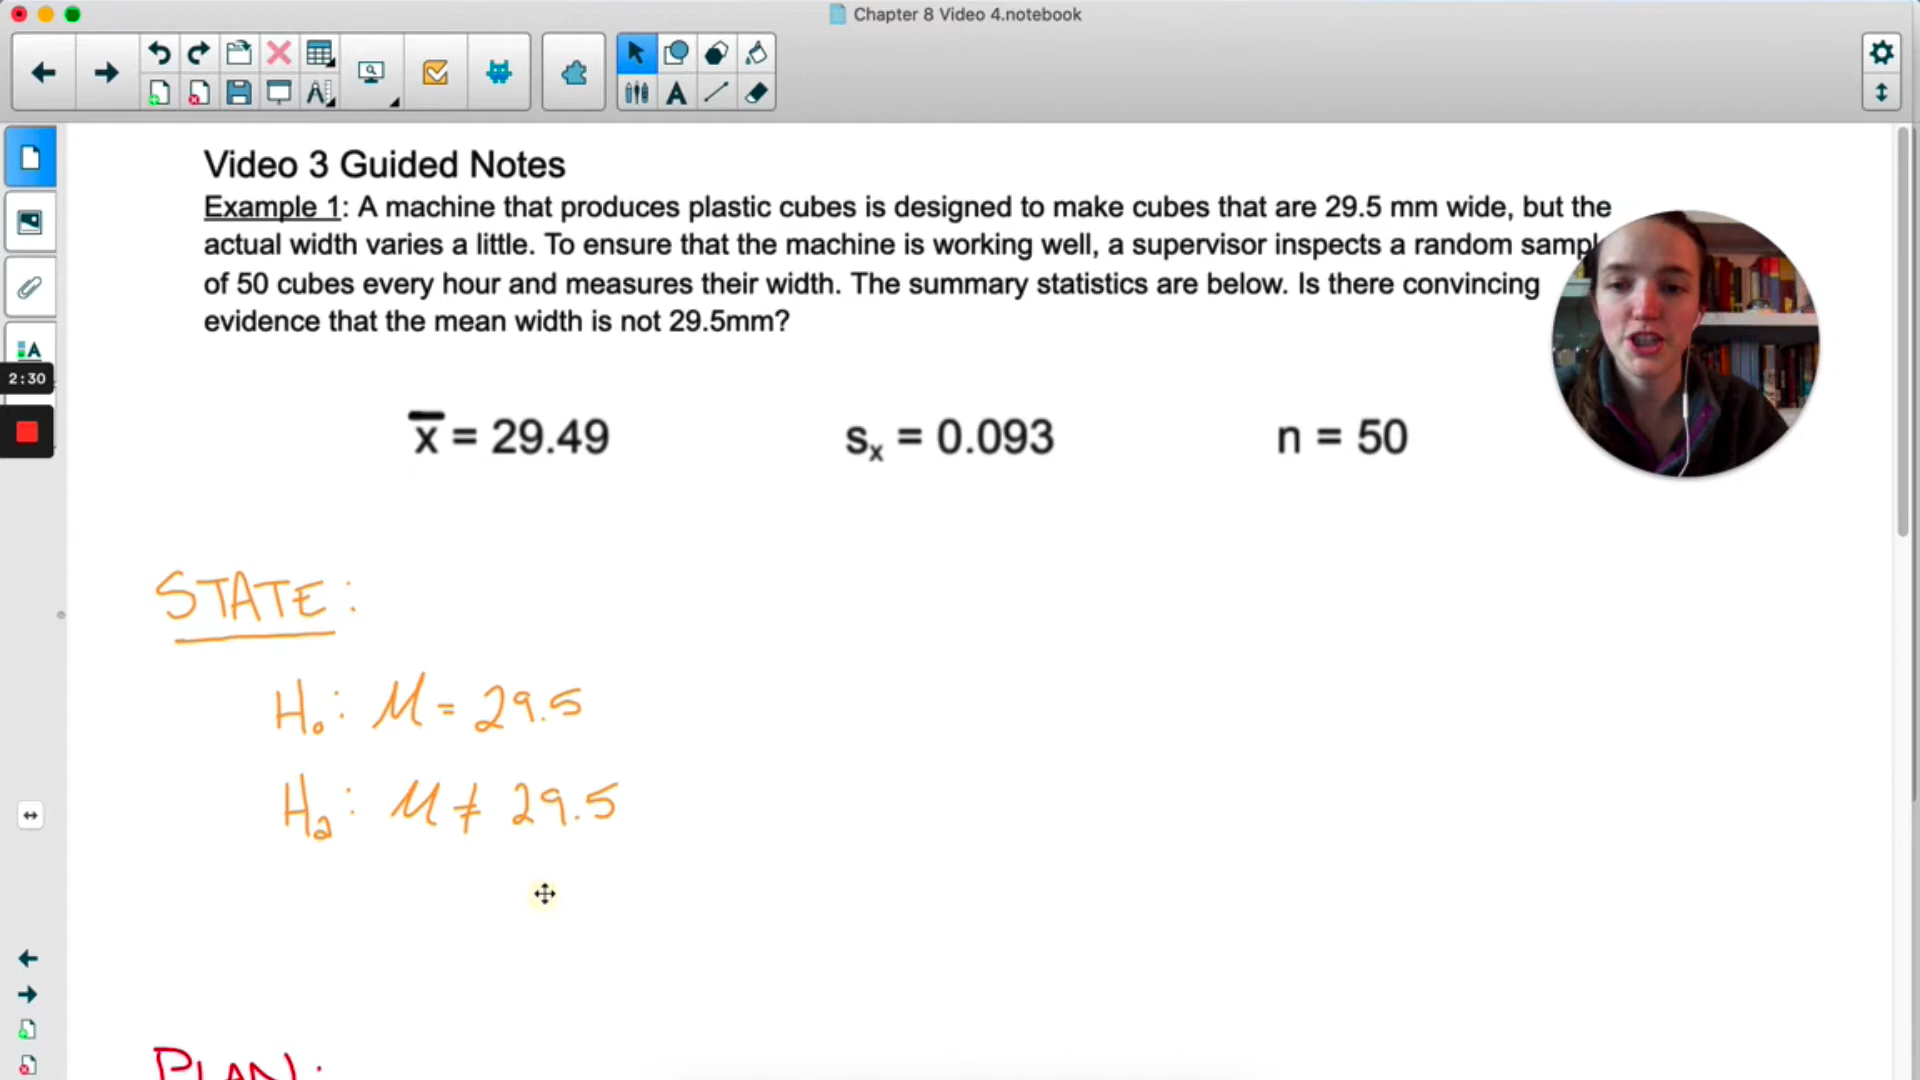 Chapter 8 Video 4.notebook
Video 3 Guided Notes
Example 1: A machine that produces plastic cubes is designed to make cubes that are 29.5 mm wide, but the
actual width varies a little. To ensure that the machine is working well, a supervisor inspects a random
of 50 cubes every hour and measures their width. The summary statistics are below. Is there convincing
evidence that the mean width is not 29.5mm?
2:30
x̄ = 29.49 sₓ = 0.093 n = 50
STATE:
H₀: μ = 29.5
Hₐ: μ ≠ 29.5
PLAN: